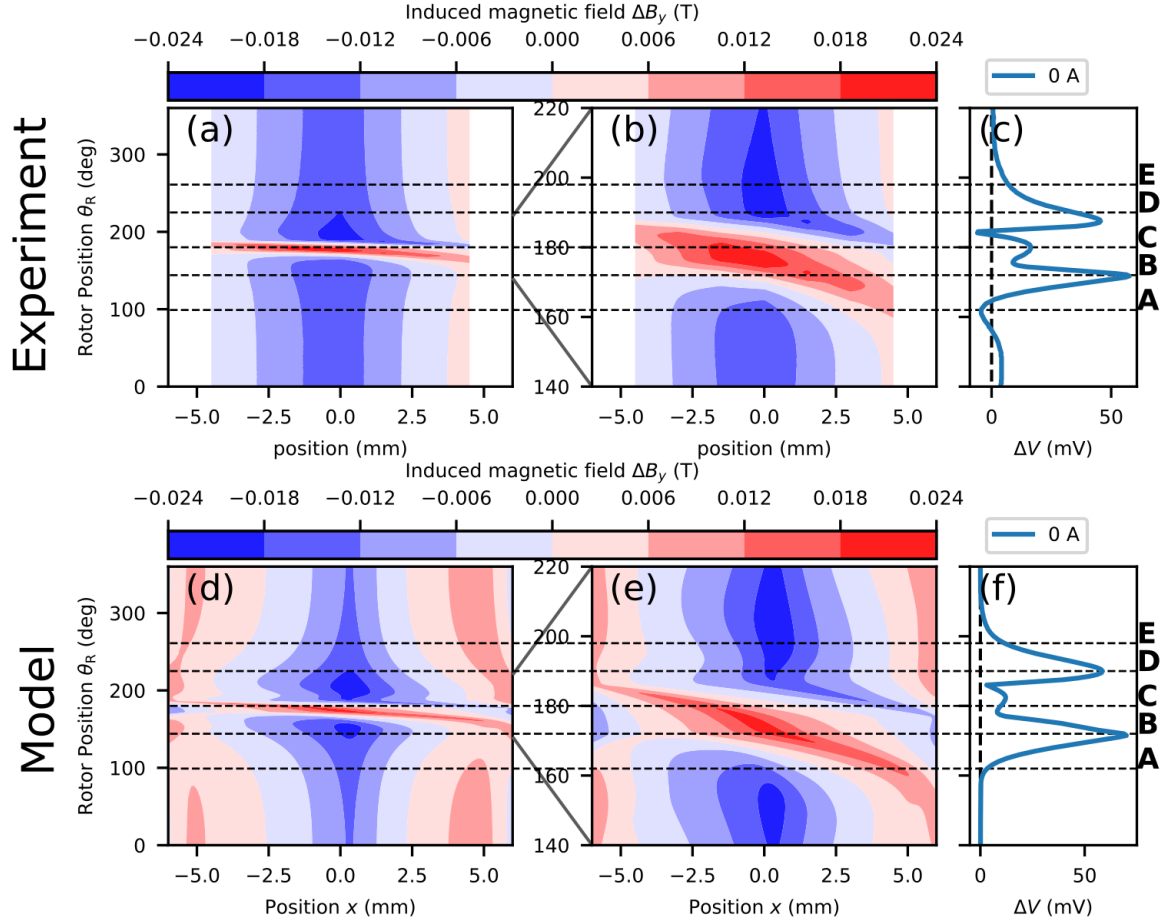 Induced magnetic field ΔB_y (T)
−0.024 −0.018 −0.012 −0.006 0.000 0.006 0.012 0.018 0.024
0 A
Experiment
Rotor Position θ_R (deg)
(a)
300
200
100
0
−5.0 −2.5 0.0 2.5 5.0
position (mm)
(b)
220
200
180
160
140
−5.0 −2.5 0.0 2.5 5.0
position (mm)
(c)
E
D
C
B
A
0 50
ΔV (mV)
Induced magnetic field ΔB_y (T)
−0.024 −0.018 −0.012 −0.006 0.000 0.006 0.012 0.018 0.024
0 A
Model
Rotor Position θ_R (deg)
(d)
300
200
100
0
−5.0 −2.5 0.0 2.5 5.0
Position x (mm)
(e)
220
200
180
160
140
−5.0 −2.5 0.0 2.5 5.0
Position x (mm)
(f)
E
D
C
B
A
0 50
ΔV (mV)